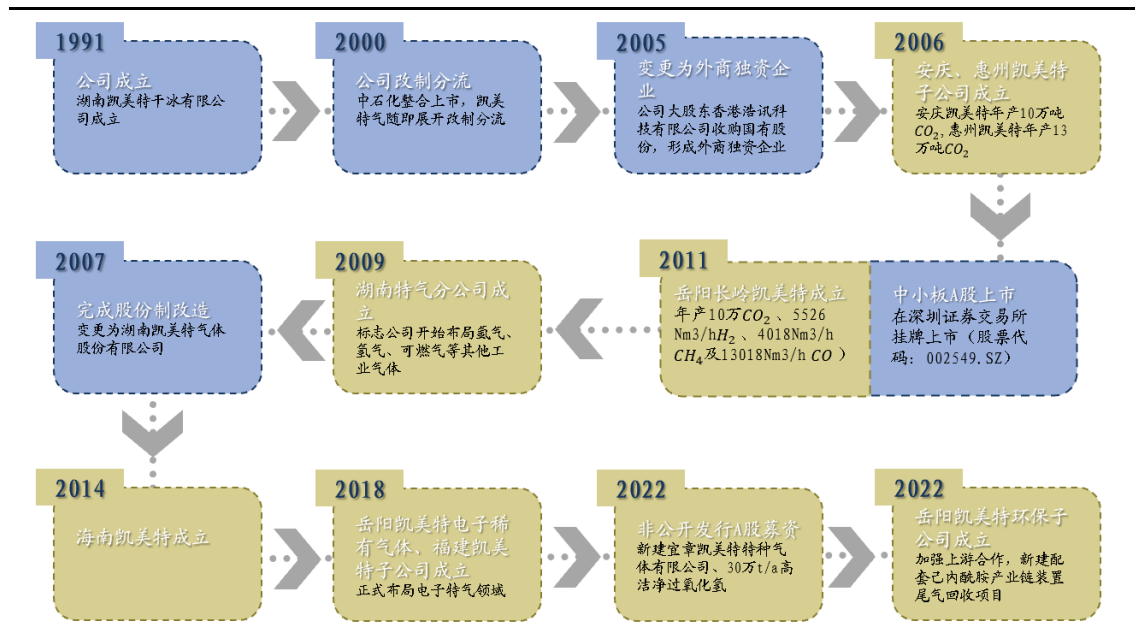 1991
公司成立
湖南凯美特干冰有限公
司成立
2000
公司改制分流
中石化整合上市，凯美
特气随即展开改制分流
2005
变更为外商独资企
业
公司大股东香港浩讯科
技有限公司收购国有股
份，形成外商独资企业
2006
安庆、惠州凯美特
子公司成立
安庆凯美特年产10万吨
CO₂,惠州凯美特年产13
万吨CO₂
2007
完成股份制改造
变更为湖南凯美特气体
股份有限公司
2009
湖南特气分公司成
立
标志公司开始布局氩气、
氢气、可燃气等其他工
业气体
2011
岳阳长岭凯美特成立
年产10万CO₂、5526
Nm3/hH₂、4018Nm3/h
CH₄及13018Nm3/h CO）
中小板A股上市
在深圳证券交易所
挂牌上市（股票代
码：002549.SZ）
2014
海南凯美特成立
2018
岳阳凯美特电子稀
有气体、福建凯美
特子公司成立
正式布局电子特气领域
2022
非公开发行A股募资
新建宜章凯美特特种气
体有限公司、30万t/a高
洁净过氧化氢
2022
岳阳凯美特环保子
公司成立
加强上游合作，新建配
套己内酰胺产业链装置
尾气回收项目